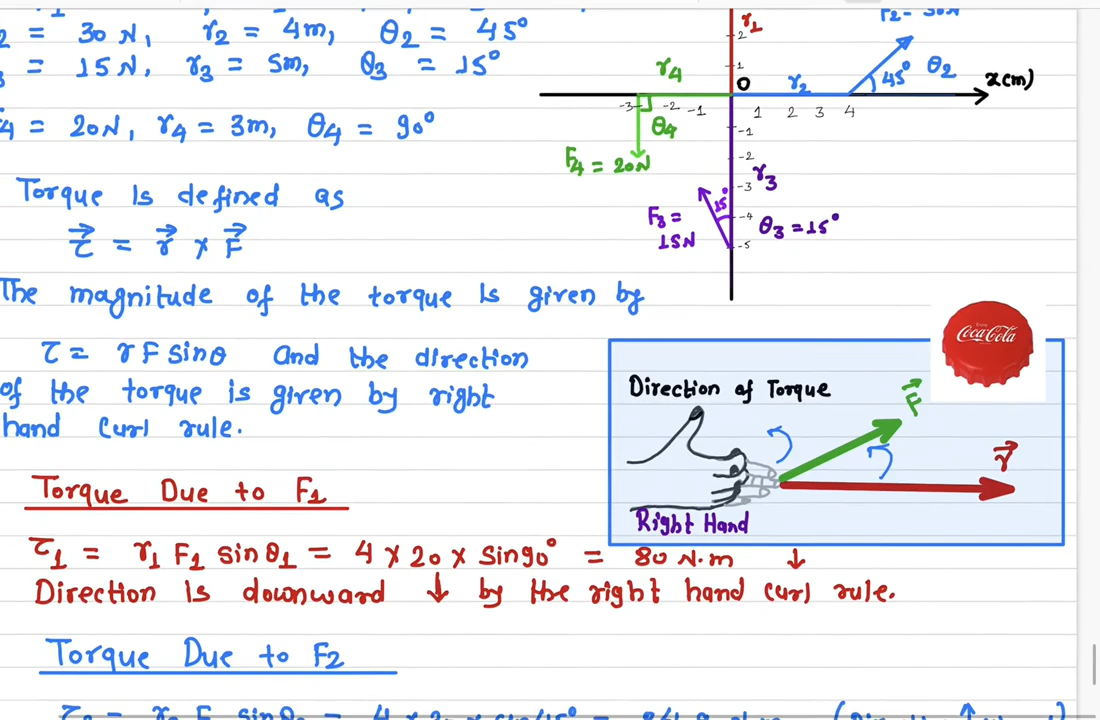 2 = 30 N, r2 = 4m, θ2 = 45°
3 = 15 N, r3 = 5m, θ3 = 15°
F4 = 20N, r4 = 3m, θ4 = 90°
Torque Is defined as
τ⃗ = r⃗ × F⃗
The magnitude of the torque Is given by
τ = r F sinθ And the direction
of the torque is given by right
hand Curl rule.
Torque Due to F1
τ1 = r1 F1 sinθ1 = 4 × 20 × Sin90° = 80 N.m ↓
Direction Is downward ↓ by the right hand Curl rule.
Torque Due to F2
r1
2
1
r4
O
r2
45°
θ2
x(m)
-3 -2 -1 1 2 3 4
θ4
F4 = 20N
-1
-2
-3
-4
-5
r3
15°
F3 =
15N
θ3 = 15°
Coca-Cola
Direction of Torque
F⃗
r⃗
Right Hand